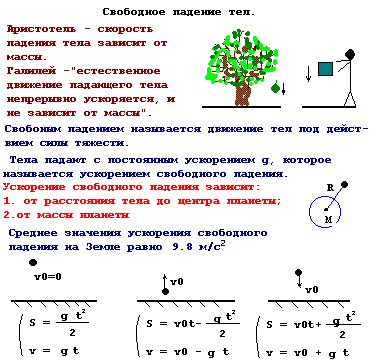 Свободное падение тел.
Аристотель - скорость
падения тела зависит от
массы.
Галилей -"естественное
движение падающего тела
непрерывно ускоряется, и
не зависит от массы".
Свобоным падением называется движение тел под дейст-
вием силы тяжести.
Тела падают с постоянным ускорением g, которое
называется ускорением свободного падения.
Ускорение свободного падения зависит:
1. от расстояния тела до центра планеты;
2.от массы планеты
R
M
Среднее значения ускорения свободного
падения на Земле равно 9.8 м/с²
v0=0
v0
v0
S = g t² / 2
v = g t
S = v0t- g t² / 2
v = v0 - g t
S = v0t+ g t² / 2
v = v0 + g t